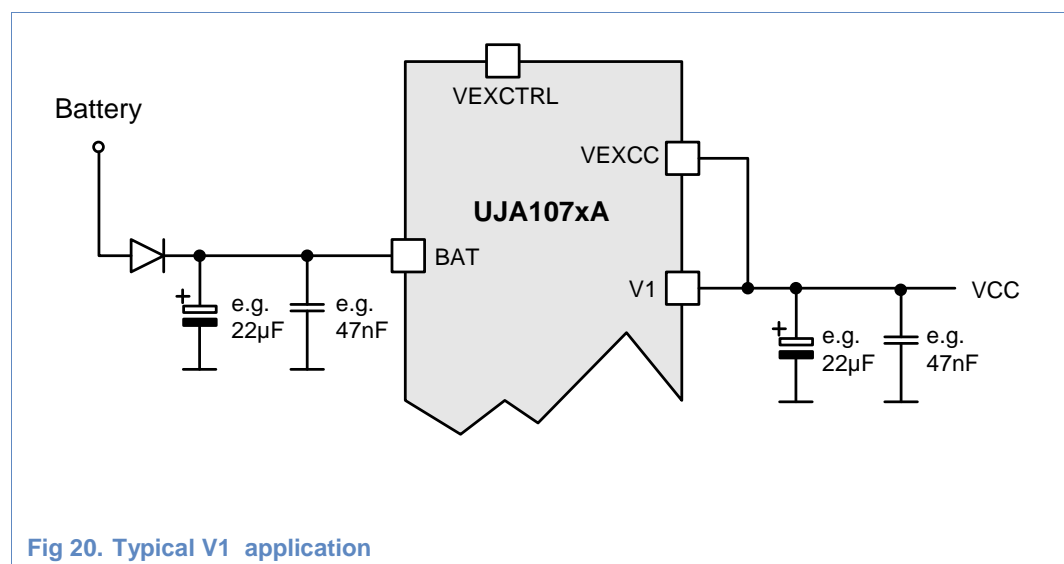 VEXCTRL
Battery
VEXCC
UJA107xA
BAT
V1
VCC
+
e.g.
22µF
e.g.
47nF
+
e.g.
22µF
e.g.
47nF
Fig 20. Typical V1 application